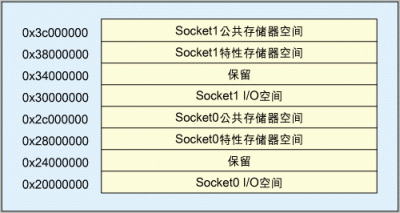 0x3c000000 Socket1公共存储器空间
0x38000000 Socket1特性存储器空间
0x34000000 保留
0x30000000 Socket1 I/O空间
0x2c000000 Socket0公共存储器空间
0x28000000 Socket0特性存储器空间
0x24000000 保留
0x20000000 Socket0 I/O空间